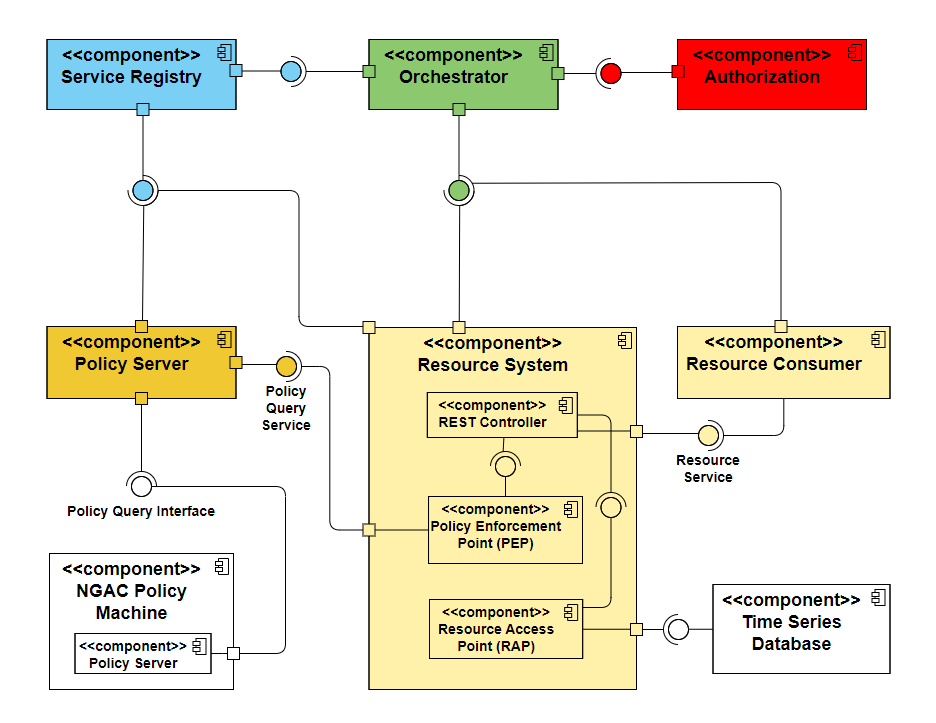 <<component>>
Service Registry
<<component>>
Orchestrator
<<component>>
Authorization
<<component>>
Policy Server
Policy
Query
Service
<<component>>
Resource System
<<component>>
Resource Consumer
<<component>>
REST Controller
Resource
Service
<<component>>
Policy Enforcement
Point (PEP)
Policy Query Interface
<<component>>
NGAC Policy
Machine
<<component>>
Policy Server
<<component>>
Resource Access
Point (RAP)
<<component>>
Time Series
Database